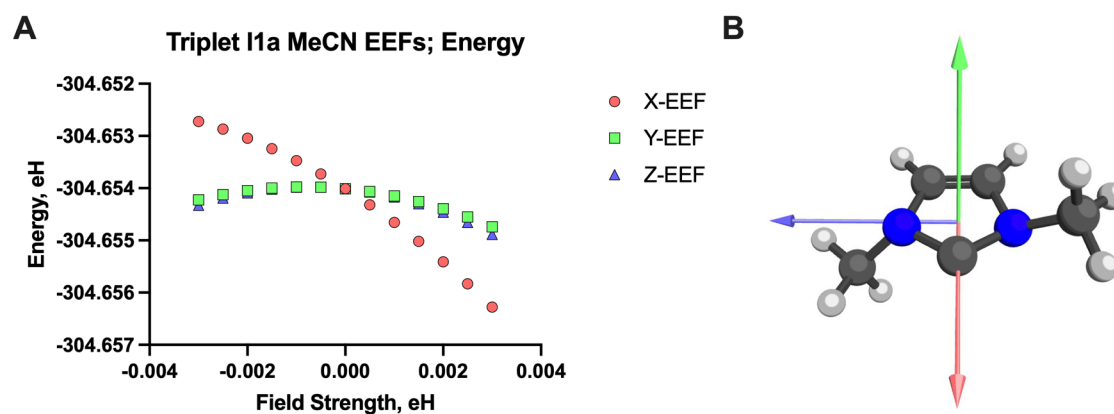 A
B
Triplet I1a MeCN EEFs; Energy
-304.652
-304.653
-304.654
-304.655
-304.656
-304.657
Energy, eH
-0.004
-0.002
0.000
0.002
0.004
Field Strength, eH
X-EEF
Y-EEF
Z-EEF